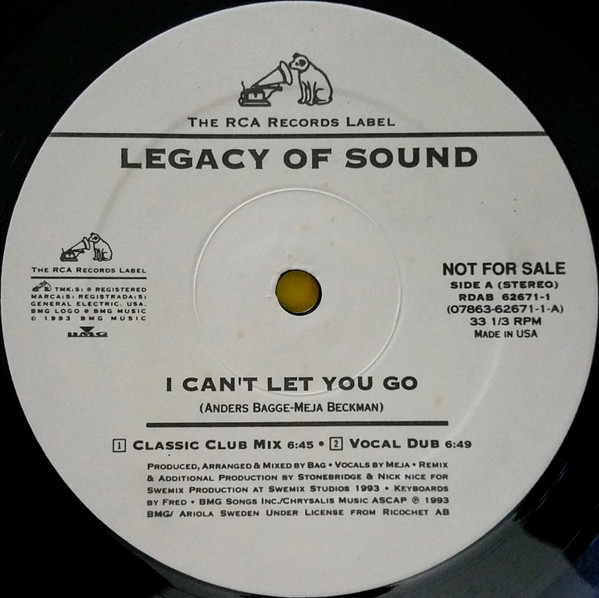 The RCA Records Label
LEGACY OF SOUND
The RCA Records Label
TMK(S) ® REGISTERED
MARCA(S) REGISTRADA(S)
GENERAL ELECTRIC, USA.
BMG LOGO ® BMG MUSIC
© 1993 BMG MUSIC
BMG
NOT FOR SALE
SIDE A (STEREO)
RDAB 62671-1
(07863-62671-1-A)
33 1/3 RPM
Made in USA
I CAN'T LET YOU GO
(Anders Bagge-Meja Beckman)
1 Classic Club Mix 6:45 • 2 Vocal Dub 6:49
Produced, Arranged & Mixed by Bag • Vocals by Meja • Remix
& Additional Production by Stonebridge & Nick Nice for
Swemix Production at Swemix Studios 1993 • Keyboards
by Fred • BMG Songs Inc./Chrysalis Music ASCAP ℗ 1993
BMG/ Ariola Sweden Under License from Ricochet AB